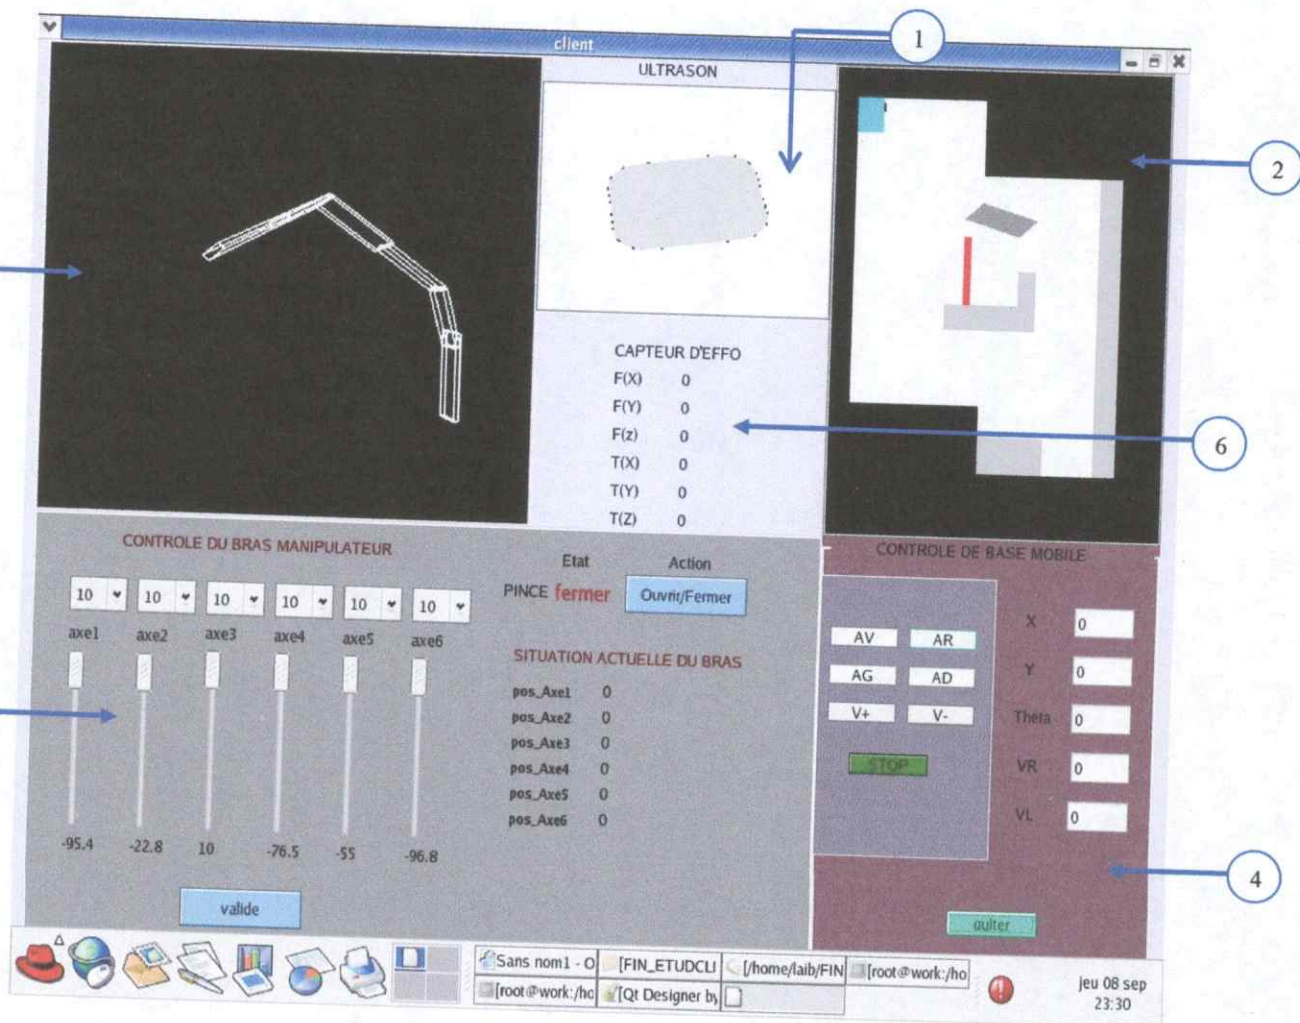 client
1
ULTRASON
2
CAPTEUR D'EFFO
F(X) 0
F(Y) 0
F(z) 0
T(X) 0
T(Y) 0
T(Z) 0
6
CONTROLE DU BRAS MANIPULATEUR
10 10 10 10 10 10
axe1 axe2 axe3 axe4 axe5 axe6
-95.4 -22.8 10 -76.5 -55 -96.8
valide
Etat Action
PINCE fermer Ouvrir/Fermer
SITUATION ACTUELLE DU BRAS
pos_Axe1 0
pos_Axe2 0
pos_Axe3 0
pos_Axe4 0
pos_Axe5 0
pos_Axe6 0
CONTROLE DE BASE MOBILE
AV AR
AG AD
V+ V-
STOP
X 0
Y 0
Theta 0
VR 0
VL 0
4
quiter
Sans nom1 - O [FIN_ETUDCLI [/home/laib/FIN [root@work:/ho
[root@work:/ho [Qt Designer by
jeu 08 sep
23:30